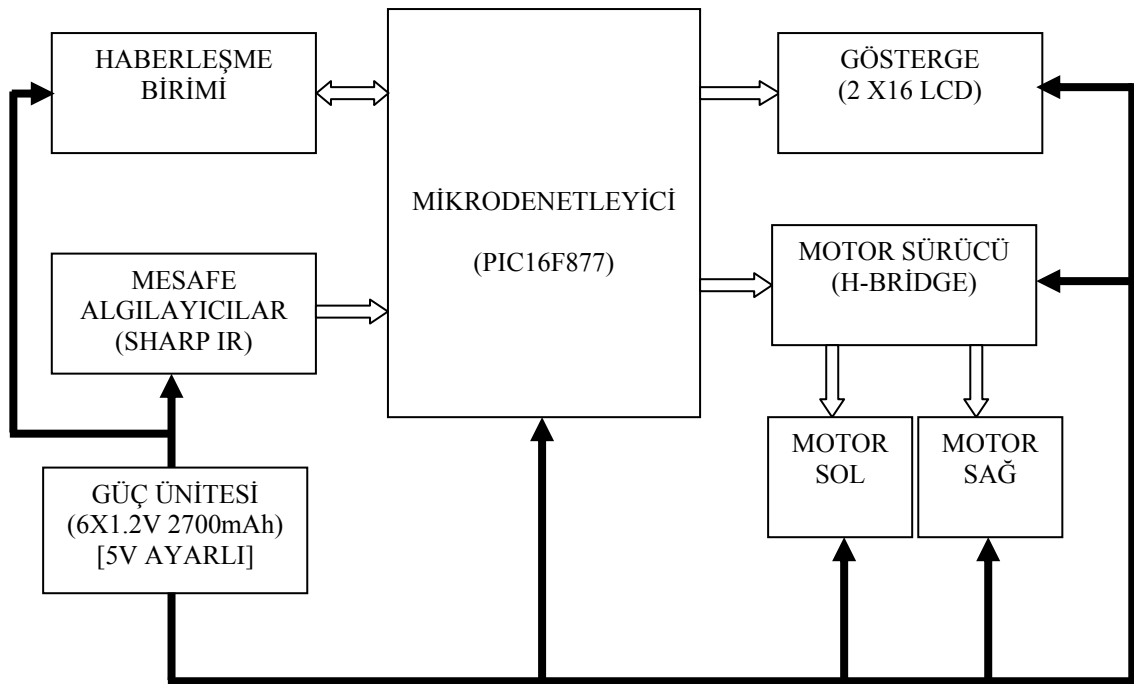 HABERLEŞME
BİRİMİ
MİKRODENETLEYİCİ
(PIC16F877)
GÖSTERGE
(2 X16 LCD)
MESAFE
ALGILAYICILAR
(SHARP IR)
MOTOR SÜRÜCÜ
(H-BRİDGE)
GÜÇ ÜNİTESİ
(6X1.2V 2700mAh)
[5V AYARLI]
MOTOR
SOL
MOTOR
SAĞ